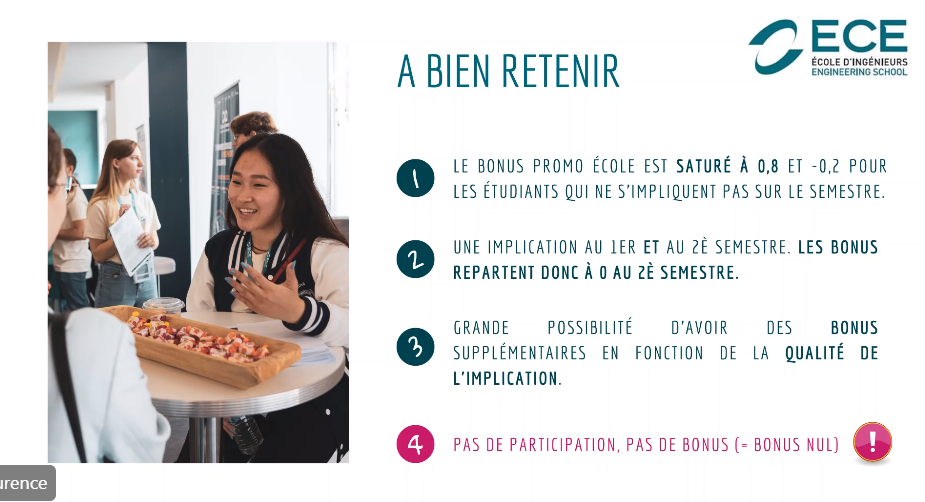 ECE
ÉCOLE D'INGÉNIEURS
ENGINEERING SCHOOL
A BIEN RETENIR
1
LE BONUS PROMO ÉCOLE EST SATURÉ À 0,8 ET -0,2 POUR
LES ÉTUDIANTS QUI NE S'IMPLIQUENT PAS SUR LE SEMESTRE.
2
UNE IMPLICATION AU 1ER ET AU 2È SEMESTRE. LES BONUS
REPARTENT DONC À 0 AU 2È SEMESTRE.
3
GRANDE POSSIBILITÉ D'AVOIR DES BONUS
SUPPLÉMENTAIRES EN FONCTION DE LA QUALITÉ DE
L'IMPLICATION.
4
PAS DE PARTICIPATION, PAS DE BONUS (= BONUS NUL) !
urence